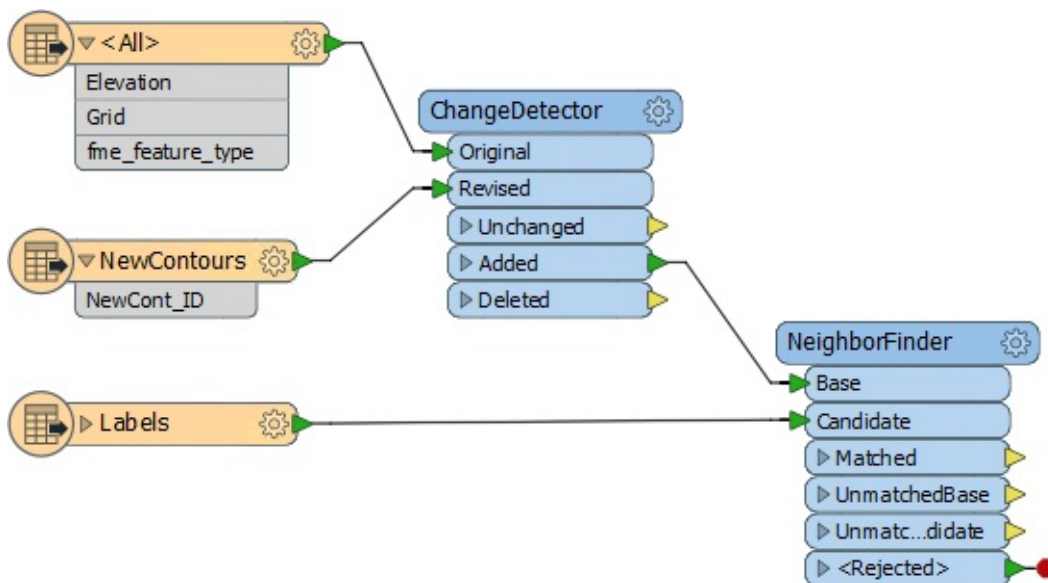 <All>
Elevation
Grid
fme_feature_type
NewContours
NewCont_ID
Labels
ChangeDetector
Original
Revised
Unchanged
Added
Deleted
NeighborFinder
Base
Candidate
Matched
UnmatchedBase
Unmatc...didate
<Rejected>